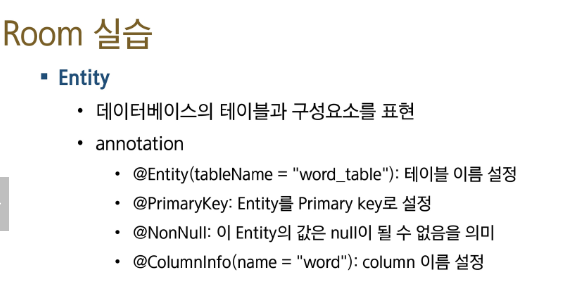 Room 실습
▪ Entity
• 데이터베이스의 테이블과 구성요소를 표현
• annotation
• @Entity(tableName = "word_table"): 테이블 이름 설정
• @PrimaryKey: Entity를 Primary key로 설정
• @NonNull: 이 Entity의 값은 null이 될 수 없음을 의미
• @ColumnInfo(name = "word"): column 이름 설정